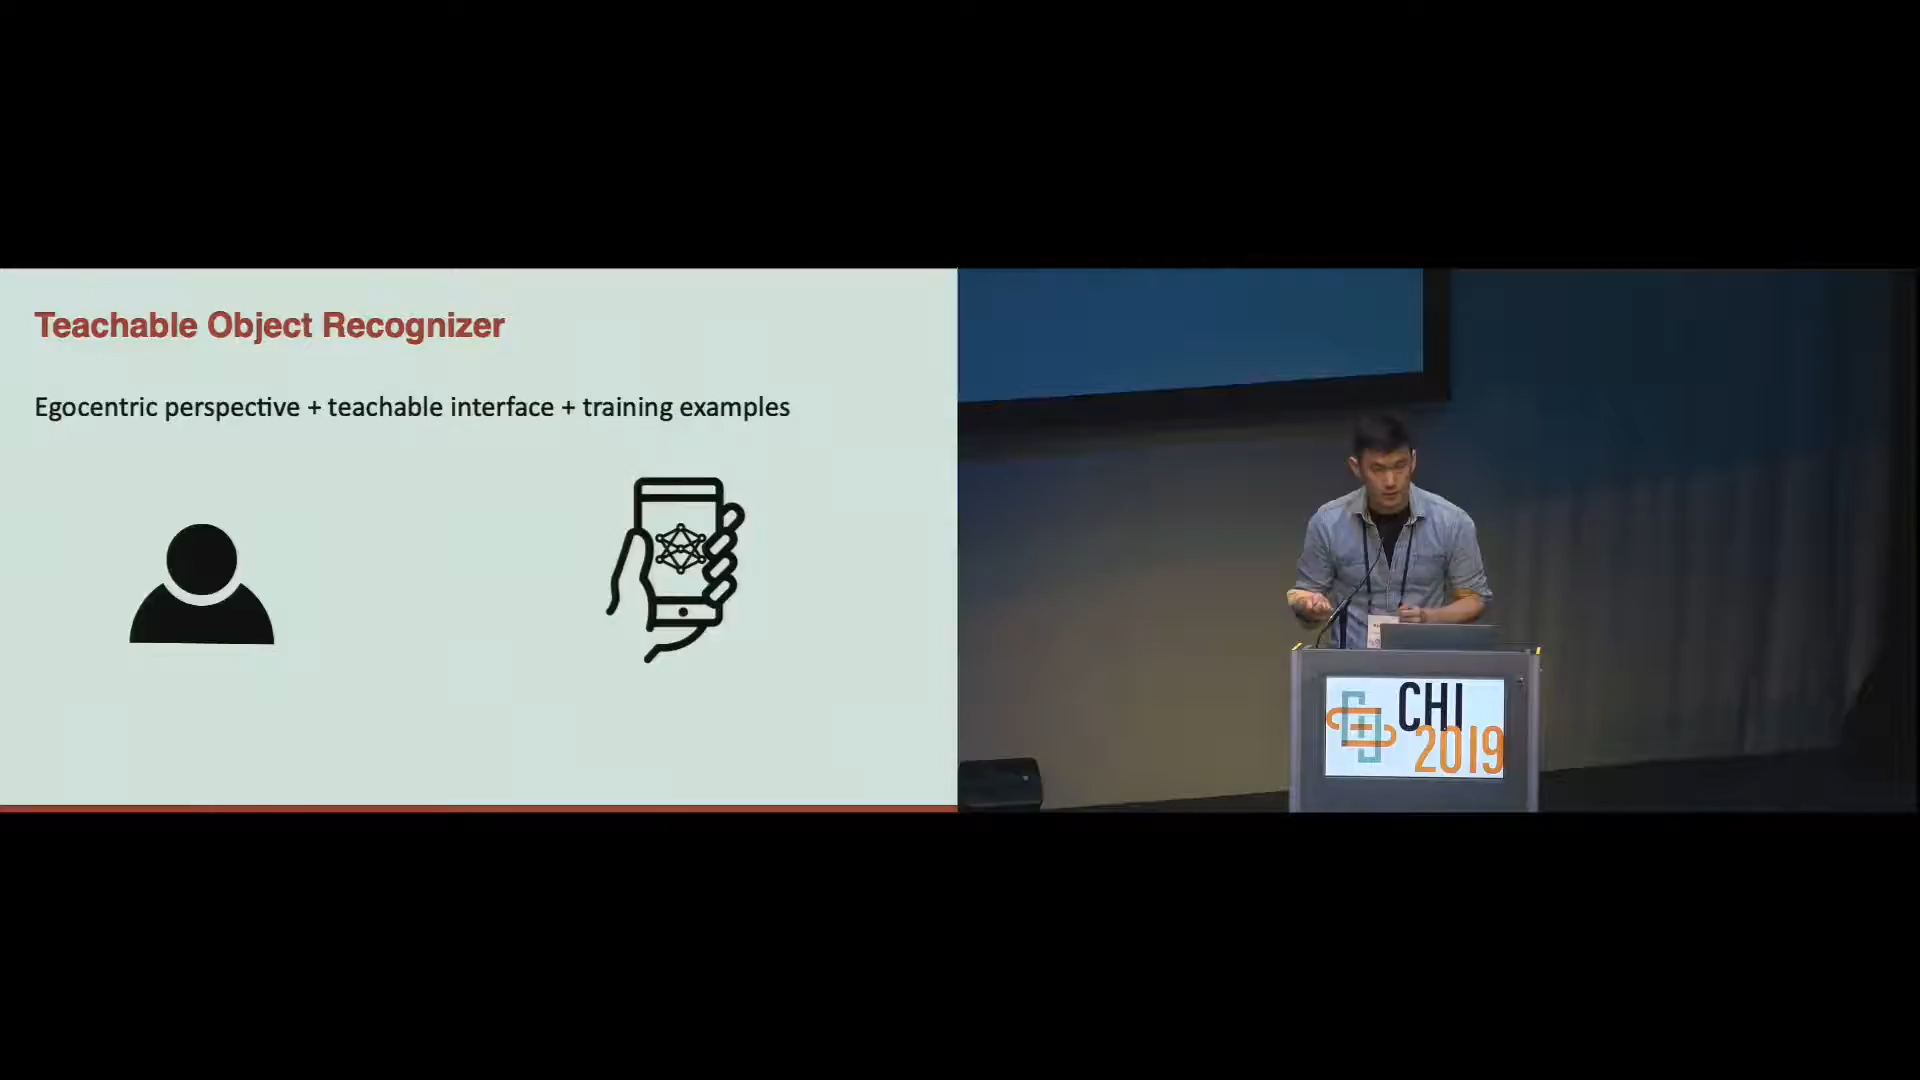 Teachable Object Recognizer
Egocentric perspective + teachable interface + training examples
CHI
2019